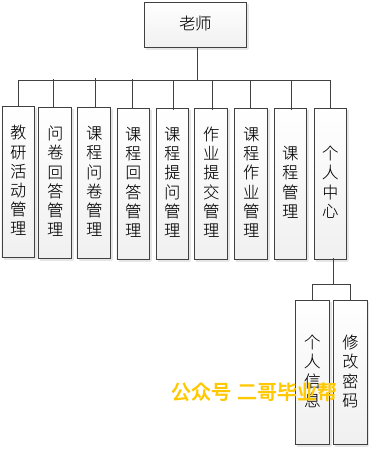 老师
教研活动管理
问卷回答管理
课程问卷管理
课程回答管理
课程提问管理
作业提交管理
课程作业管理
课程管理
个人中心
个人信息
修改密码
公众号 二哥毕业帮